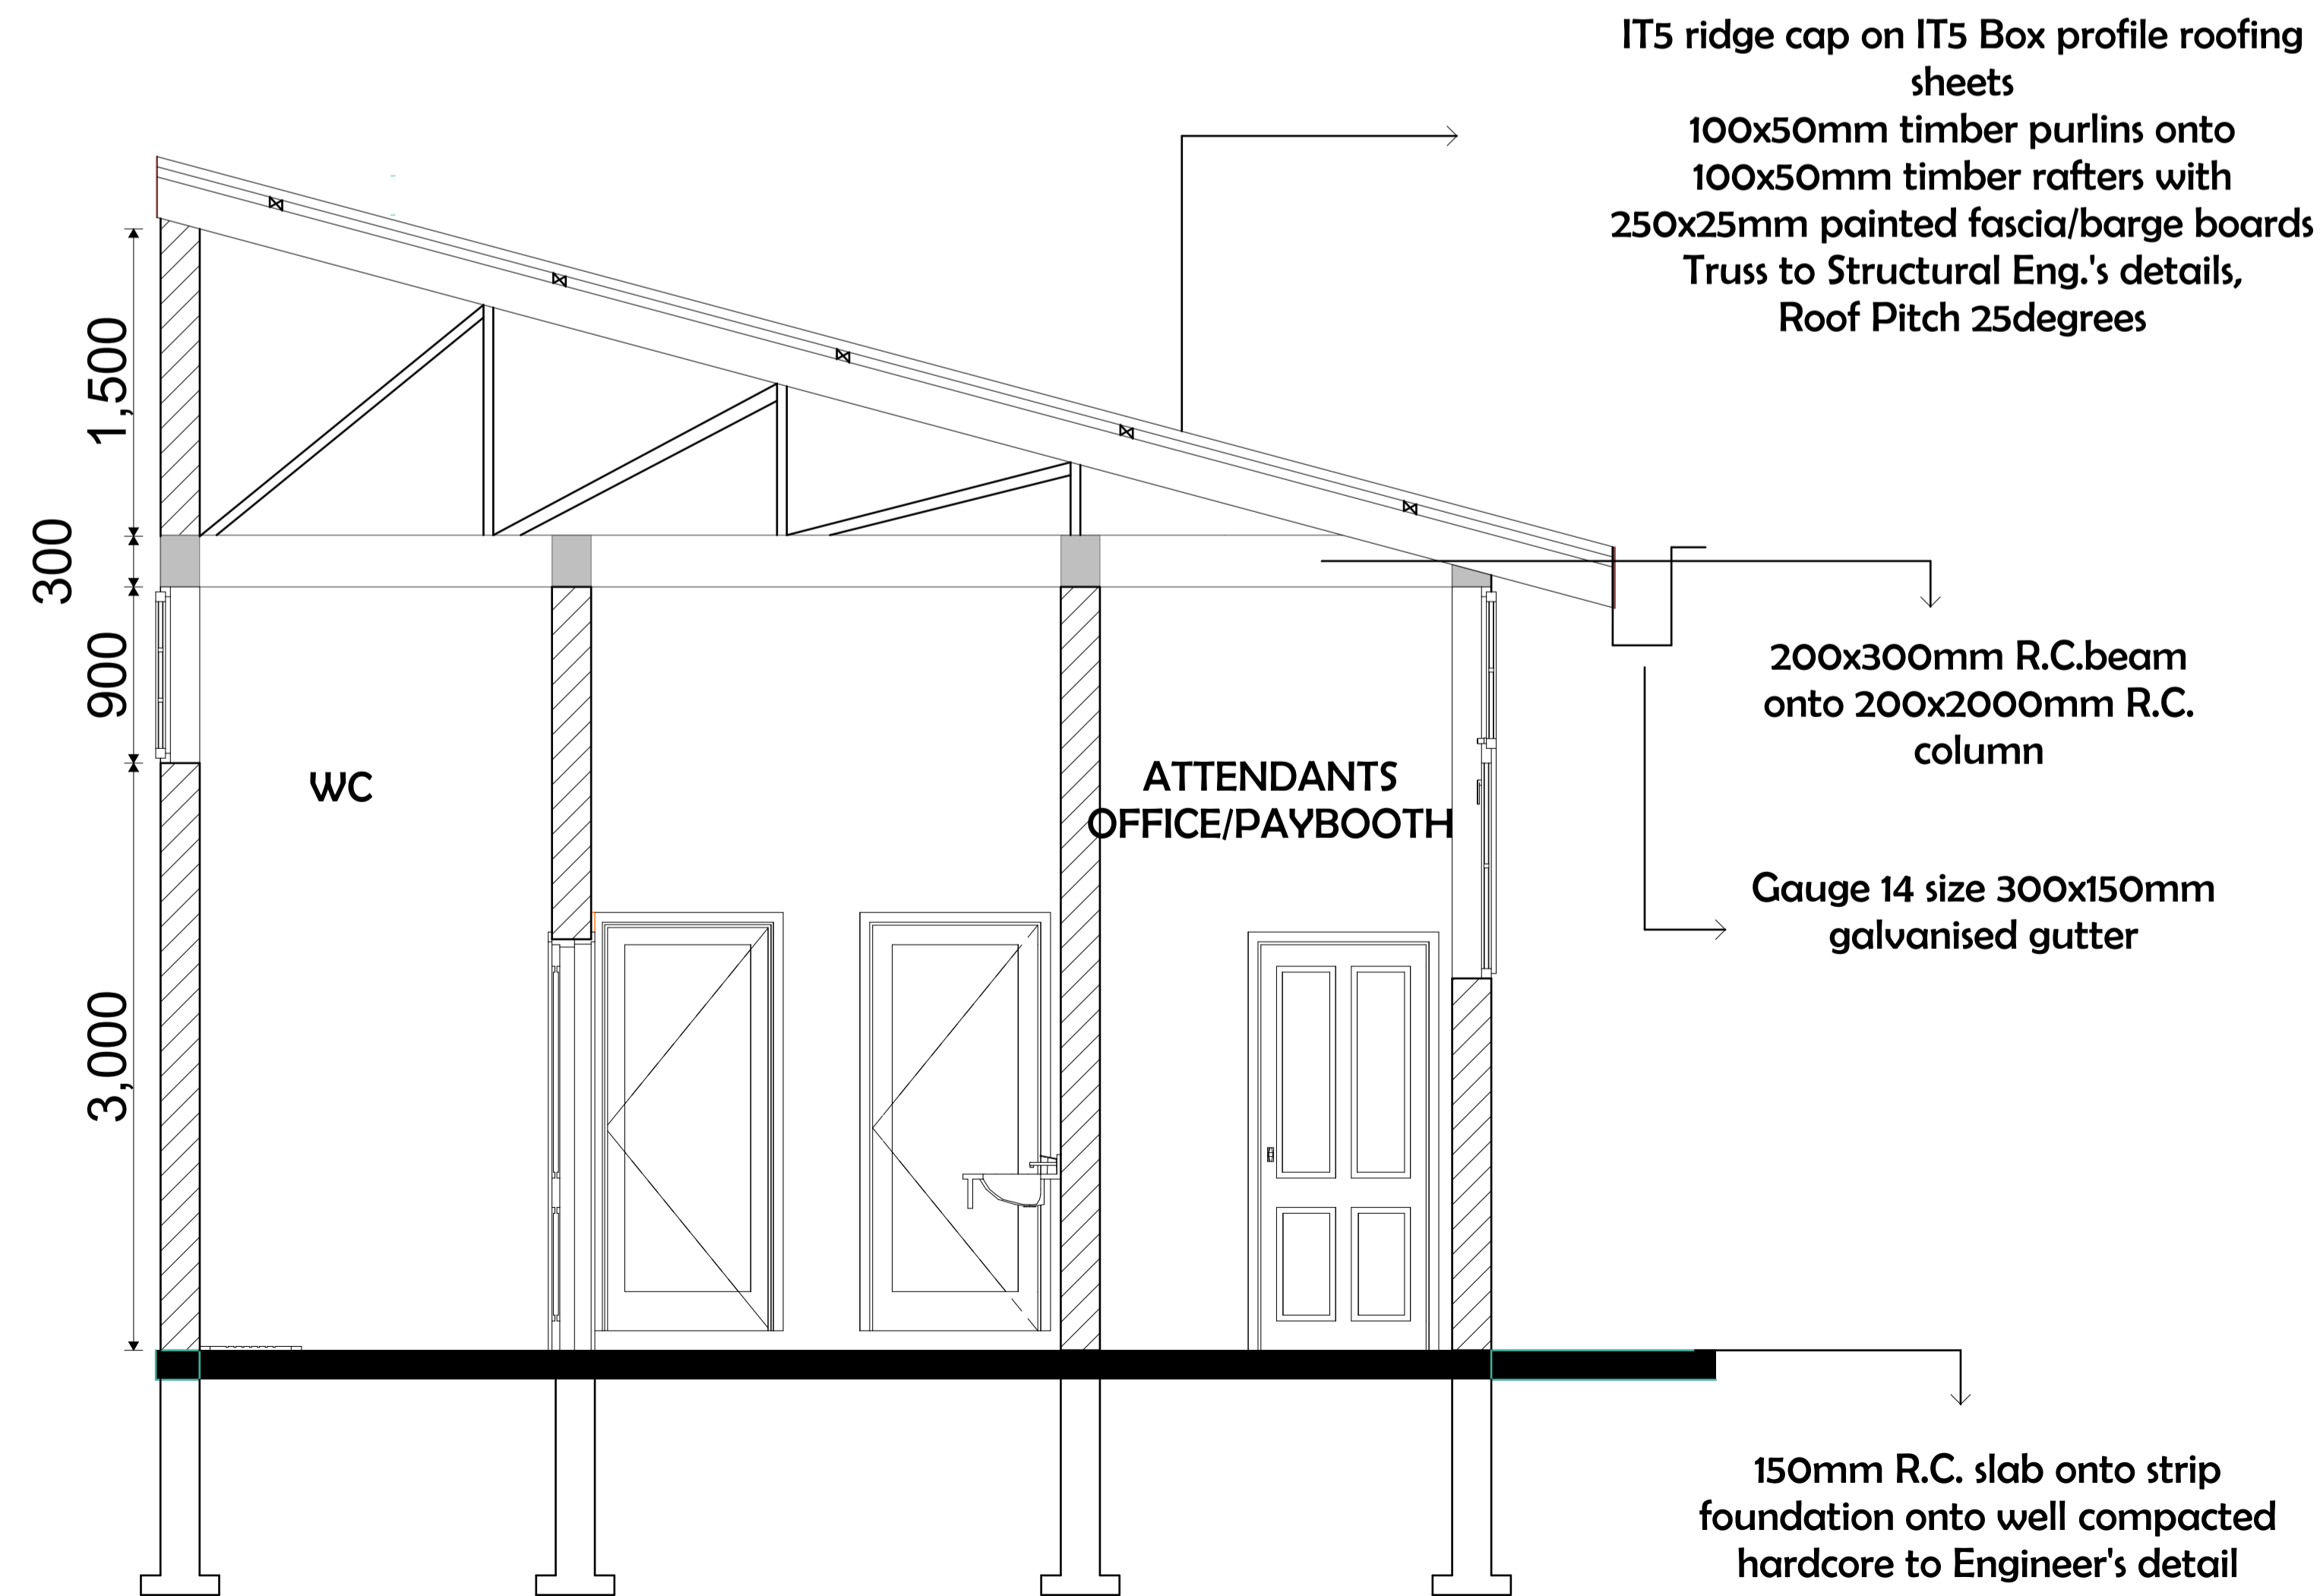 IT5 ridge cap on IT5 Box profile roofing
sheets
100x50mm timber purlins onto
100x50mm timber rafters with
250x25mm painted fascia/barge boards
Truss to Structural Eng.'s details,
Roof Pitch 25degrees
1,500
300
900
3,000
WC
ATTENDANTS
OFFICE/PAYBOOTH
200x300mm R.C.beam
onto 200x2000mm R.C.
column
Gauge 14 size 300x150mm
galvanised gutter
150mm R.C. slab onto strip
foundation onto well compacted
hardcore to Engineer's detail